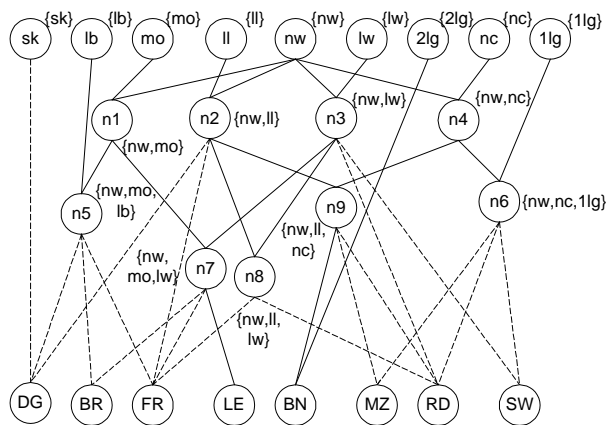 {sk} {lb} {mo} {ll} {nw} {lw} {2lg} {nc} {1lg}
sk lb mo ll nw lw 2lg nc 1lg
n1 n2 {nw,ll} n3 {nw,lw} n4 {nw,nc}
{nw,mo}
n5 {nw,mo,
lb}
n9 n6 {nw,nc,1lg}
{nw,ll,
nc}
{nw,
mo,lw} n7 n8
{nw,ll,
lw}
DG BR FR LE BN MZ RD SW